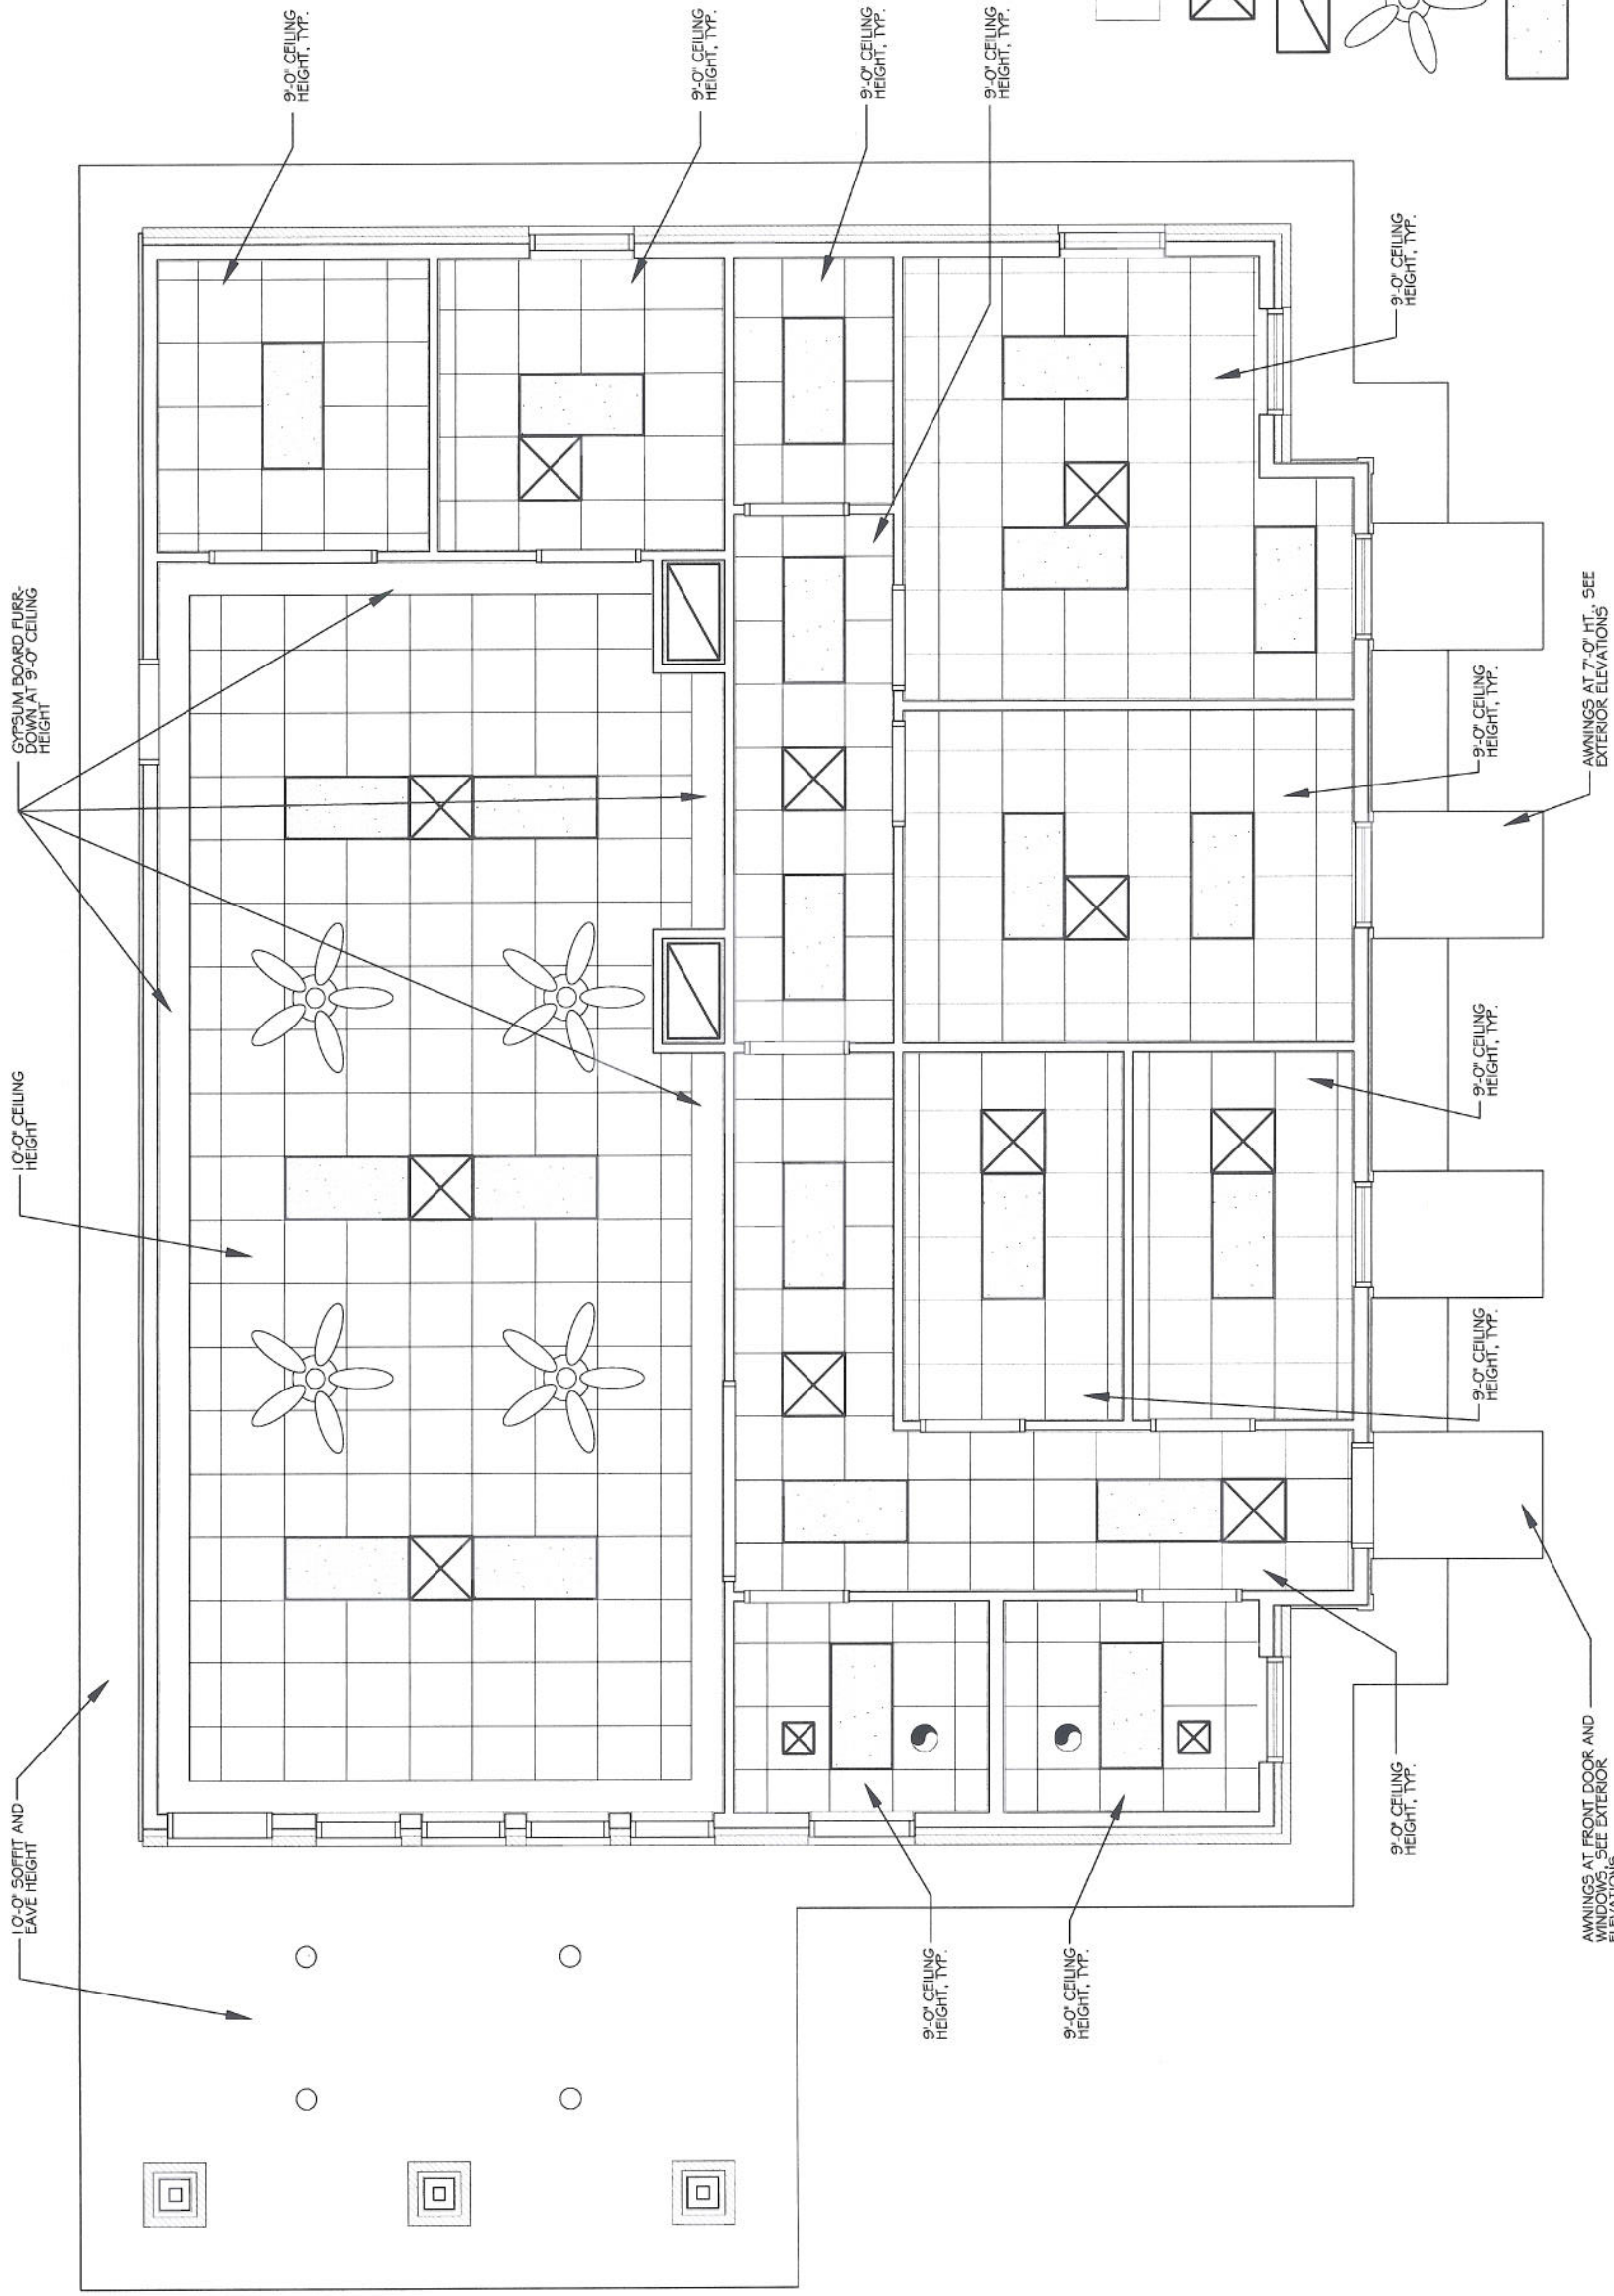 10'-0" SOFFIT AND
EAVE HEIGHT
10'-0" CEILING
HEIGHT
GYPSUM BOARD FURR-
DOWN AT 9'-0" CEILING
HEIGHT
9'-0" CEILING
HEIGHT, TYP.
9'-0" CEILING
HEIGHT, TYP.
9'-0" CEILING
HEIGHT, TYP.
9'-0" CEILING
HEIGHT, TYP.
9'-0" CEILING
HEIGHT, TYP.
9'-0" CEILING
HEIGHT, TYP.
9'-0" CEILING
HEIGHT, TYP.
9'-0" CEILING
HEIGHT, TYP.
9'-0" CEILING
HEIGHT, TYP.
9'-0" CEILING
HEIGHT, TYP.
9'-0" CEILING
HEIGHT, TYP.
AWNINGS AT FRONT DOOR AND
WINDOWS, SEE EXTERIOR
ELEVATIONS
AWNINGS AT 7'-0" HT., SEE
EXTERIOR ELEVATIONS